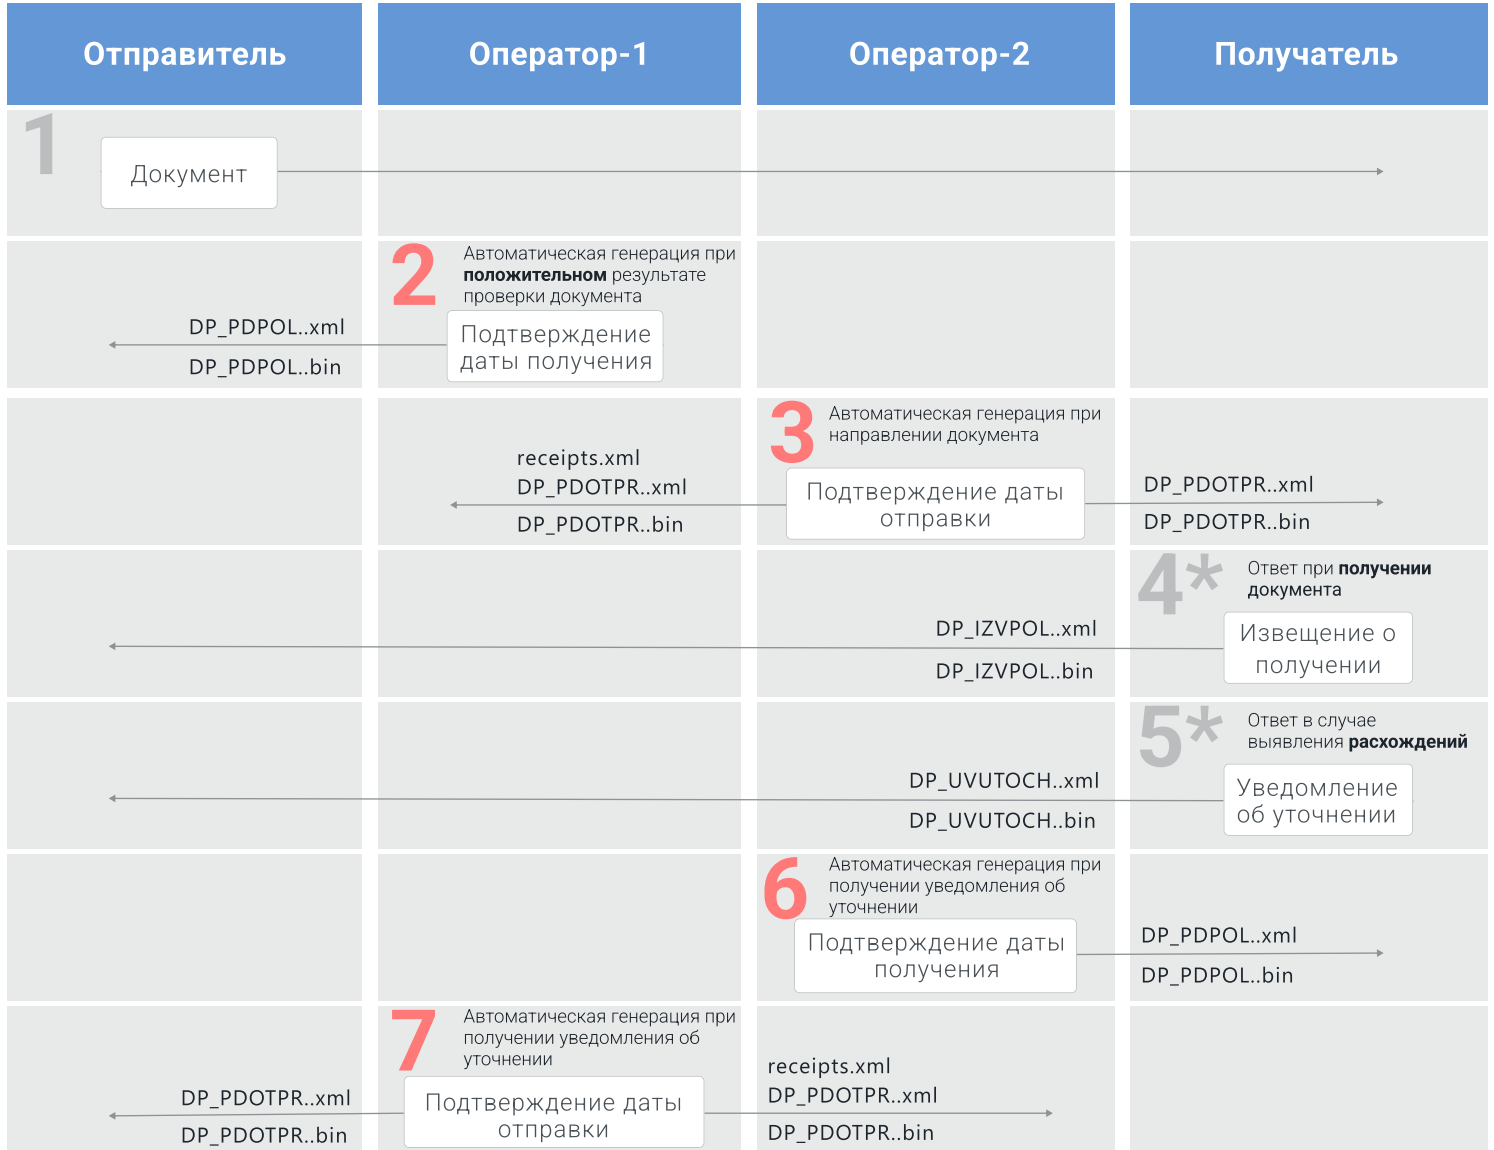 Отправитель
Оператор-1
Оператор-2
Получатель
1
Документ
2
Автоматическая генерация при
положительном результате
проверки документа
DP_PDPOL..xml
Подтверждение
даты получения
DP_PDPOL..bin
3
Автоматическая генерация при
направлении документа
receipts.xml
DP_PDOTPR..xml
DP_PDOTPR..bin
Подтверждение даты
отправки
DP_PDOTPR..xml
DP_PDOTPR..bin
4*
Ответ при получении
документа
DP_IZVPOL..xml
DP_IZVPOL..bin
Извещение о
получении
5*
Ответ в случае
выявления расхождений
DP_UVUTOCH..xml
DP_UVUTOCH..bin
Уведомление
об уточнении
6
Автоматическая генерация при
получении уведомления об
уточнении
Подтверждение даты
получения
DP_PDPOL..xml
DP_PDPOL..bin
7
Автоматическая генерация при
получении уведомления об
уточнении
DP_PDOTPR..xml
DP_PDOTPR..bin
Подтверждение даты
отправки
receipts.xml
DP_PDOTPR..xml
DP_PDOTPR..bin